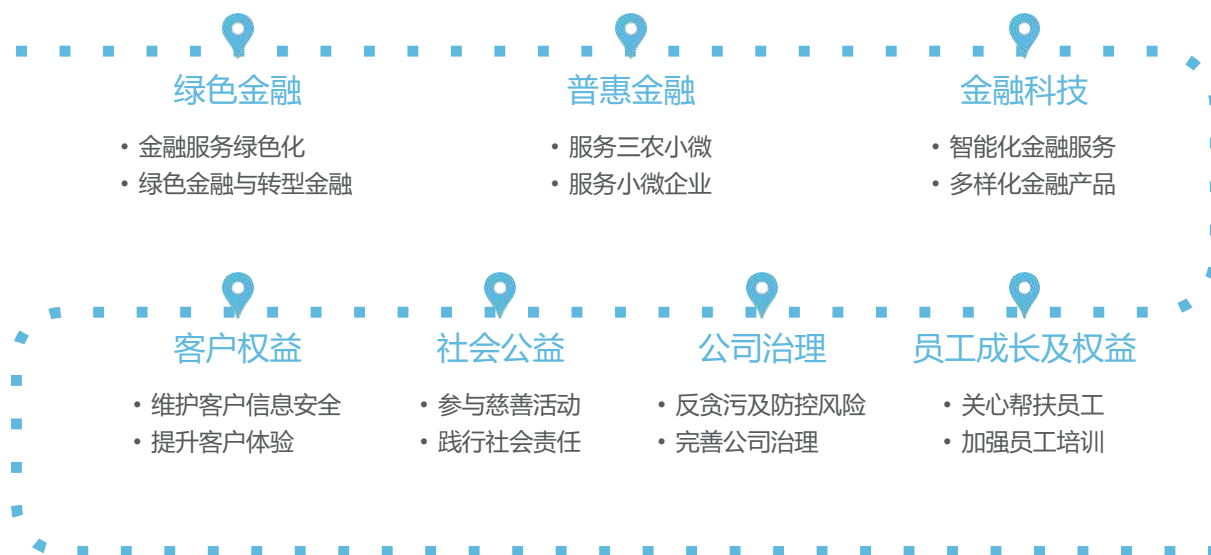 绿色金融
• 金融服务绿色化
• 绿色金融与转型金融
普惠金融
• 服务三农小微
• 服务小微企业
金融科技
• 智能化金融服务
• 多样化金融产品
客户权益
• 维护客户信息安全
• 提升客户体验
社会公益
• 参与慈善活动
• 践行社会责任
公司治理
• 反贪污及防控风险
• 完善公司治理
员工成长及权益
• 关心帮扶员工
• 加强员工培训